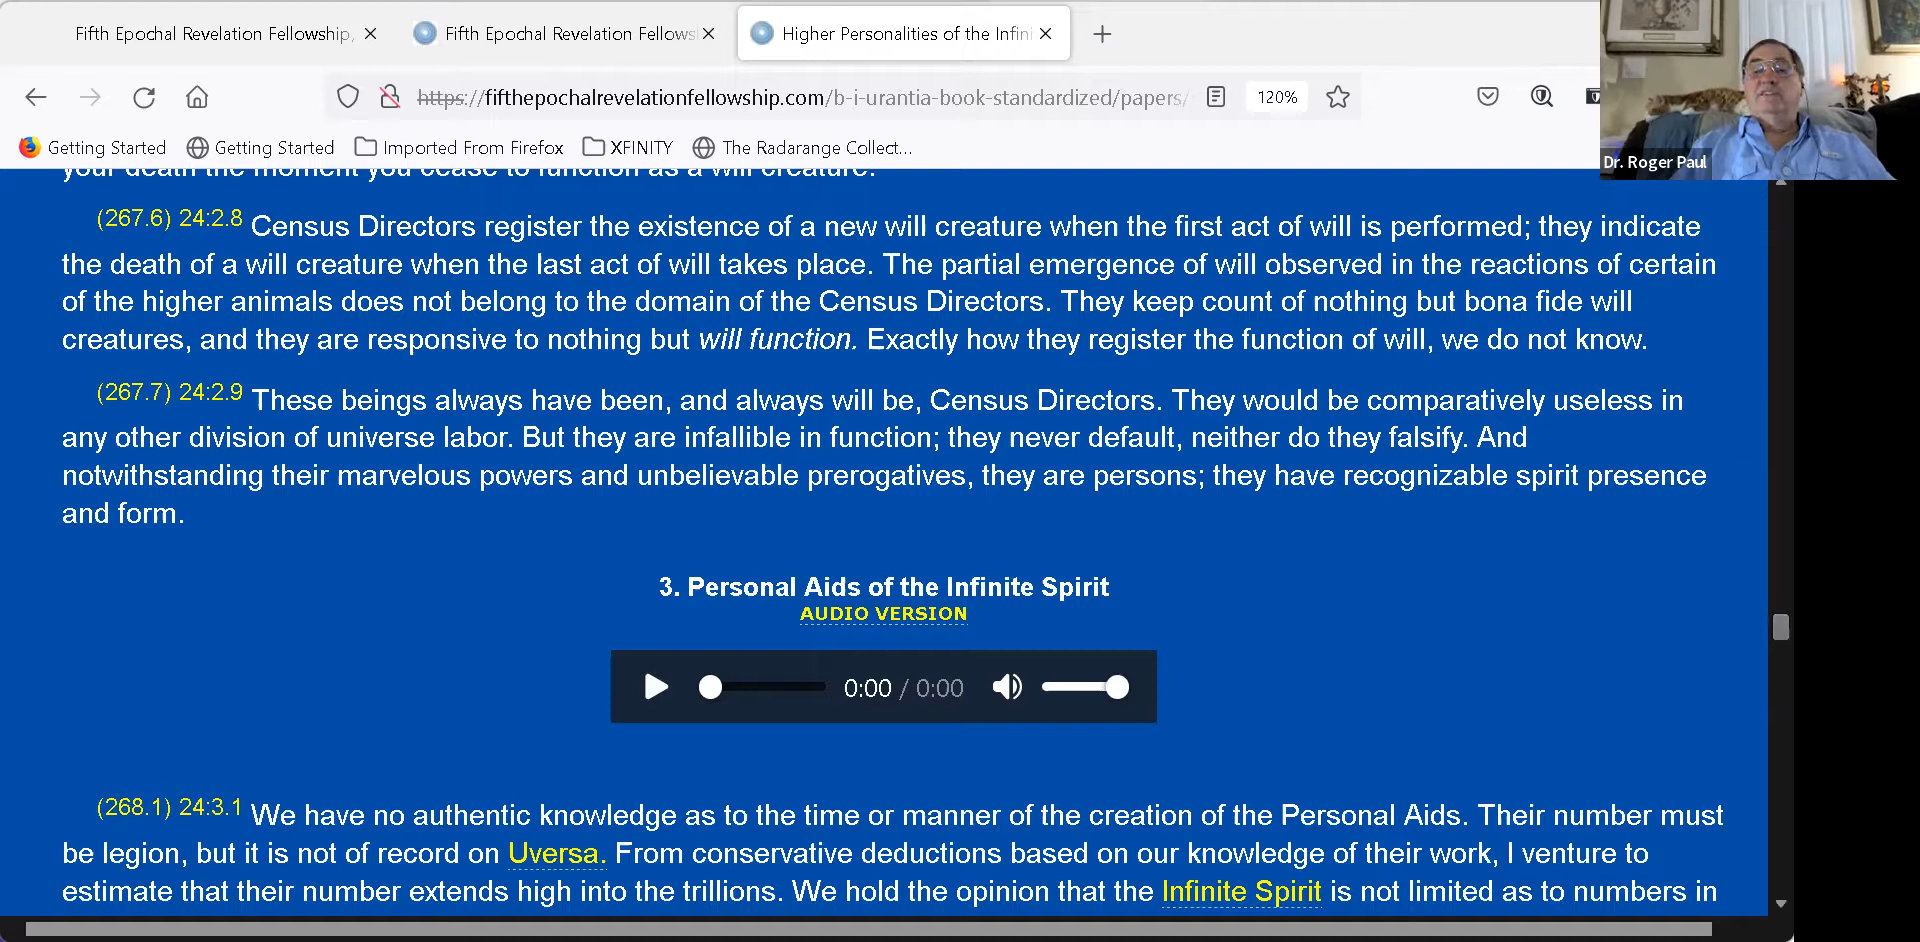 Fifth Epochal Revelation Fellowship,
Fifth Epochal Revelation Fellows
Higher Personalities of the Infini
https://fifthepochalrevelationfellowship.com/b-i-urantia-book-standardized/papers/
120%
Getting Started
Getting Started
Imported From Firefox
XFINITY
The Radarange Collect...
Dr. Roger Paul
your death the moment you cease to function as a will creature.
(267.6) 24:2.8 Census Directors register the existence of a new will creature when the first act of will is performed; they indicate
the death of a will creature when the last act of will takes place. The partial emergence of will observed in the reactions of certain
of the higher animals does not belong to the domain of the Census Directors. They keep count of nothing but bona fide will
creatures, and they are responsive to nothing but will function. Exactly how they register the function of will, we do not know.
(267.7) 24:2.9 These beings always have been, and always will be, Census Directors. They would be comparatively useless in
any other division of universe labor. But they are infallible in function; they never default, neither do they falsify. And
notwithstanding their marvelous powers and unbelievable prerogatives, they are persons; they have recognizable spirit presence
and form.
3. Personal Aids of the Infinite Spirit
AUDIO VERSION
0:00 / 0:00
(268.1) 24:3.1 We have no authentic knowledge as to the time or manner of the creation of the Personal Aids. Their number must
be legion, but it is not of record on Uversa. From conservative deductions based on our knowledge of their work, I venture to
estimate that their number extends high into the trillions. We hold the opinion that the Infinite Spirit is not limited as to numbers in